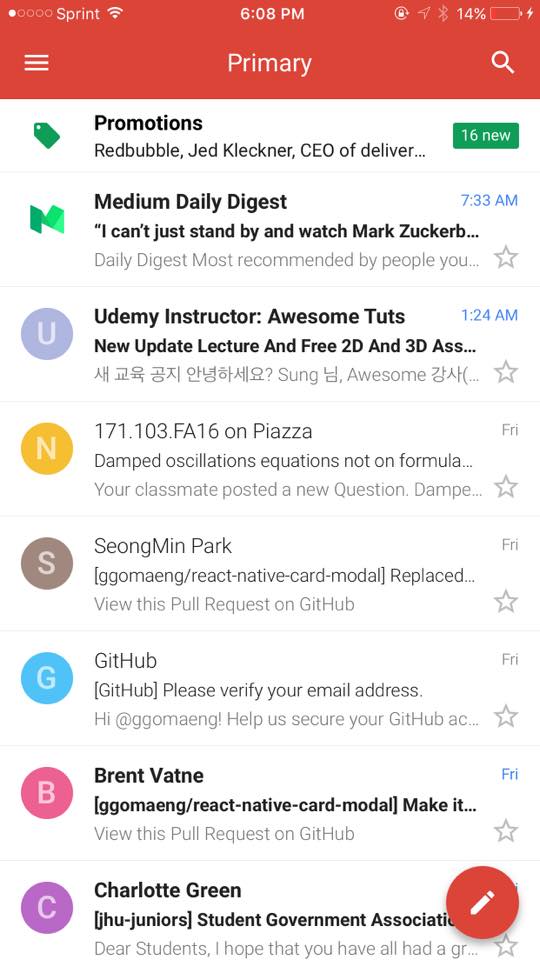 Sprint 6:08 PM 14%
Primary
Promotions
Redbubble, Jed Kleckner, CEO of deliver…
16 new
Medium Daily Digest 7:33 AM
“I can’t just stand by and watch Mark Zuckerb…
Daily Digest Most recommended by people you…
U
Udemy Instructor: Awesome Tuts 1:24 AM
New Update Lecture And Free 2D And 3D Ass…
새 교육 공지 안녕하세요? Sung 님, Awesome 강사(…
N
171.103.FA16 on Piazza Fri
Damped oscillations equations not on formula…
Your classmate posted a new Question. Dampe…
S
SeongMin Park Fri
[ggomaeng/react-native-card-modal] Replaced…
View this Pull Request on GitHub
G
GitHub Fri
[GitHub] Please verify your email address.
Hi @ggomaeng! Help us secure your GitHub ac…
B
Brent Vatne Fri
[ggomaeng/react-native-card-modal] Make it…
View this Pull Request on GitHub
C
Charlotte Green
[jhu-juniors] Student Government Associatio
Dear Students, I hope that you have all had a gr…